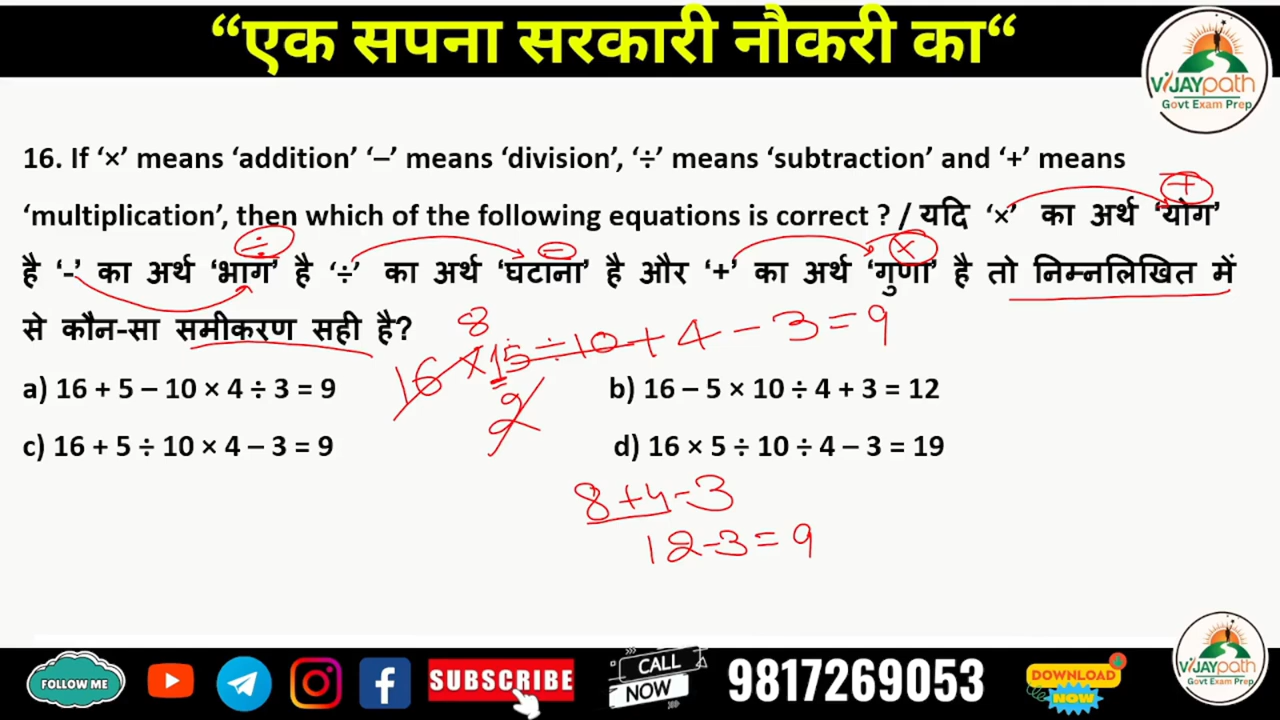 “एक सपना सरकारी नौकरी का“
VIJAYpath
Govt Exam Prep
16. If ‘×’ means ‘addition’ ‘–’ means ‘division’, ‘÷’ means ‘subtraction’ and ‘+’ means
+
‘multiplication’, then which of the following equations is correct ? / यदि ‘×’ का अर्थ ‘योग’
÷ − ×
है ‘-’ का अर्थ ‘भाग’ है ‘÷’ का अर्थ ‘घटाना’ है और ‘+’ का अर्थ ‘गुणा’ है तो निम्नलिखित में
से कौन-सा समीकरण सही है?
8
16 × 15 ÷ 10 + 4 − 3 = 9
2
a) 16 + 5 – 10 × 4 ÷ 3 = 9
b) 16 – 5 × 10 ÷ 4 + 3 = 12
c) 16 + 5 ÷ 10 × 4 – 3 = 9
d) 16 × 5 ÷ 10 ÷ 4 – 3 = 19
8 + 4 - 3
12 - 3 = 9
FOLLOW ME
SUBSCRIBE
CALL
NOW
9817269053
DOWNLOAD
NOW
VIJAYpath
Govt Exam Prep